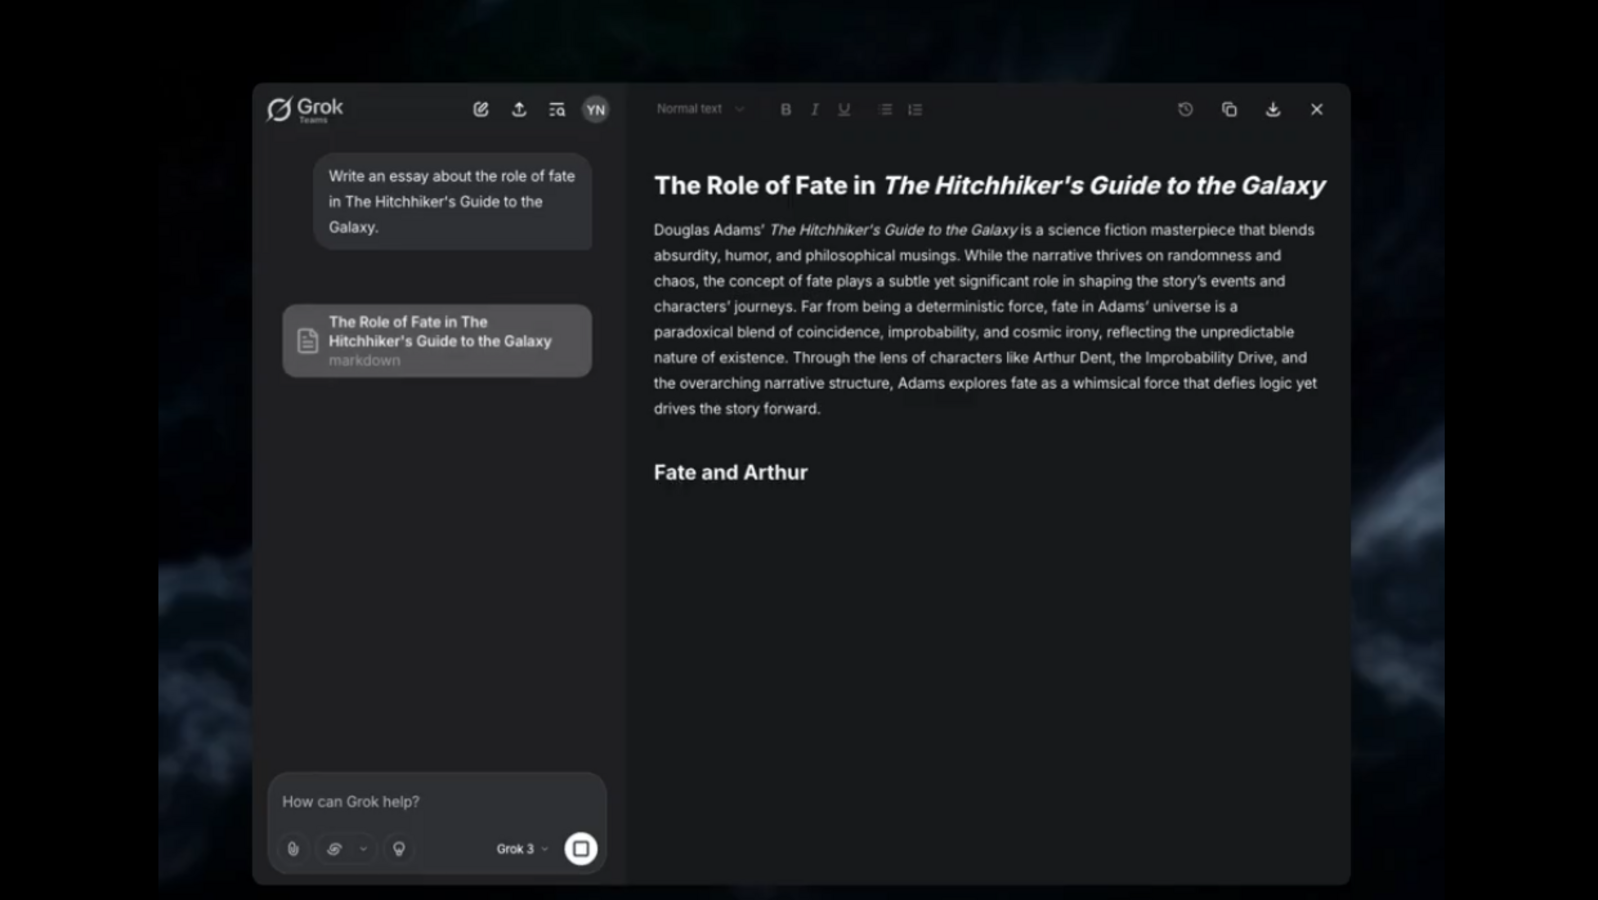 Grok
Teams
YN
Write an essay about the role of fate
in The Hitchhiker's Guide to the
Galaxy.
The Role of Fate in The
Hitchhiker's Guide to the Galaxy
markdown
How can Grok help?
Grok 3
Normal text
B I U
The Role of Fate in The Hitchhiker's Guide to the Galaxy
Douglas Adams' The Hitchhiker's Guide to the Galaxy is a science fiction masterpiece that blends
absurdity, humor, and philosophical musings. While the narrative thrives on randomness and
chaos, the concept of fate plays a subtle yet significant role in shaping the story's events and
characters' journeys. Far from being a deterministic force, fate in Adams' universe is a
paradoxical blend of coincidence, improbability, and cosmic irony, reflecting the unpredictable
nature of existence. Through the lens of characters like Arthur Dent, the Improbability Drive, and
the overarching narrative structure, Adams explores fate as a whimsical force that defies logic yet
drives the story forward.
Fate and Arthur